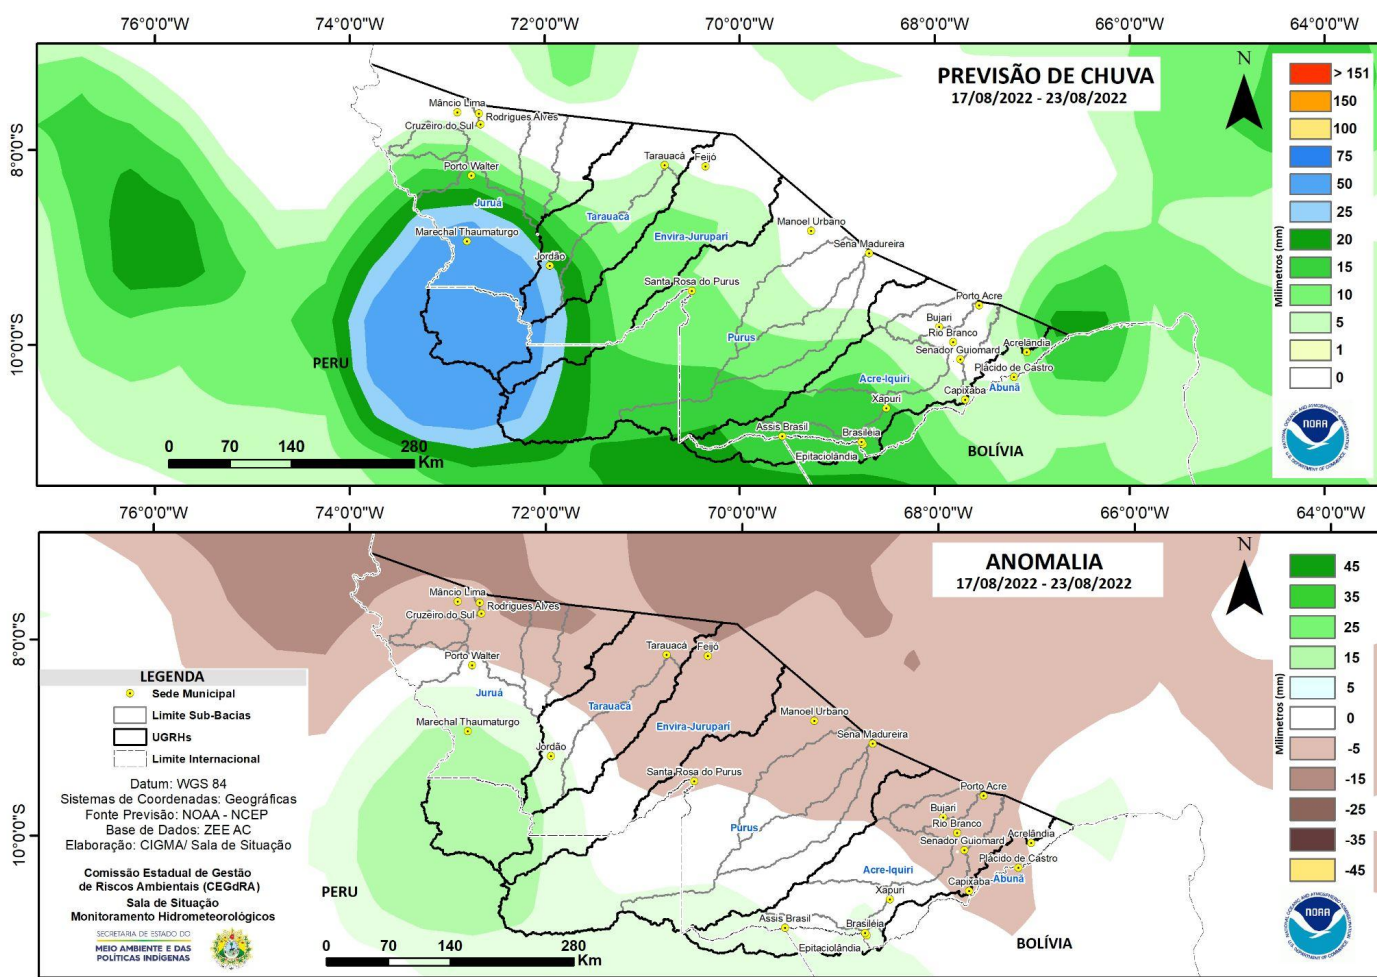 76°0'0"W 74°0'0"W 72°0'0"W 70°0'0"W 68°0'0"W 66°0'0"W 64°0'0"W
8°0'0"S
10°0'0"S
PREVISÃO DE CHUVA
17/08/2022 - 23/08/2022
N
Milímetros (mm)
> 151
150
100
75
50
25
20
15
10
5
1
0
NOAA
Mâncio Lima
Rodrigues Alves
Cruzeiro do Sul
Porto Walter
Juruá
Marechal Thaumaturgo
Jordão
Tarauacá
Feijó
Tarauacá
Envira-Jurupari
Manoel Urbano
Sena Madureira
Santa Rosa do Purus
Purus
Porto Acre
Bujari
Rio Branco
Senador Guiomard
Acrelândia
Plácido de Castro
Abunã
Acre-Iquiri
Capixaba
Xapuri
Assis Brasil
Brasiléia
Epitaciolândia
PERU
BOLÍVIA
0 70 140 280
Km
76°0'0"W 74°0'0"W 72°0'0"W 70°0'0"W 68°0'0"W 66°0'0"W 64°0'0"W
8°0'0"S
10°0'0"S
ANOMALIA
17/08/2022 - 23/08/2022
N
Milímetros (mm)
45
35
25
15
5
0
-5
-15
-25
-35
-45
NOAA
Mâncio Lima
Rodrigues Alves
Cruzeiro do Sul
Porto Walter
Juruá
Marechal Thaumaturgo
Jordão
Tarauacá
Feijó
Tarauacá
Envira-Jurupari
Manoel Urbano
Sena Madureira
Santa Rosa do Purus
Purus
Porto Acre
Bujari
Rio Branco
Senador Guiomard
Acrelândia
Plácido de Castro
Abunã
Acre-Iquiri
Capixaba
Xapuri
Assis Brasil
Brasiléia
Epitaciolândia
PERU
BOLÍVIA
0 70 140 280
Km
LEGENDA
Sede Municipal
Limite Sub-Bacias
UGRHs
Limite Internacional
Datum: WGS 84
Sistemas de Coordenadas: Geográficas
Fonte Previsão: NOAA - NCEP
Base de Dados: ZEE AC
Elaboração: CIGMA/ Sala de Situação
Comissão Estadual de Gestão
de Riscos Ambientais (CEGdRA)
Sala de Situação
Monitoramento Hidrometeorológicos
SECRETARIA DE ESTADO DO
MEIO AMBIENTE E DAS
POLÍTICAS INDÍGENAS